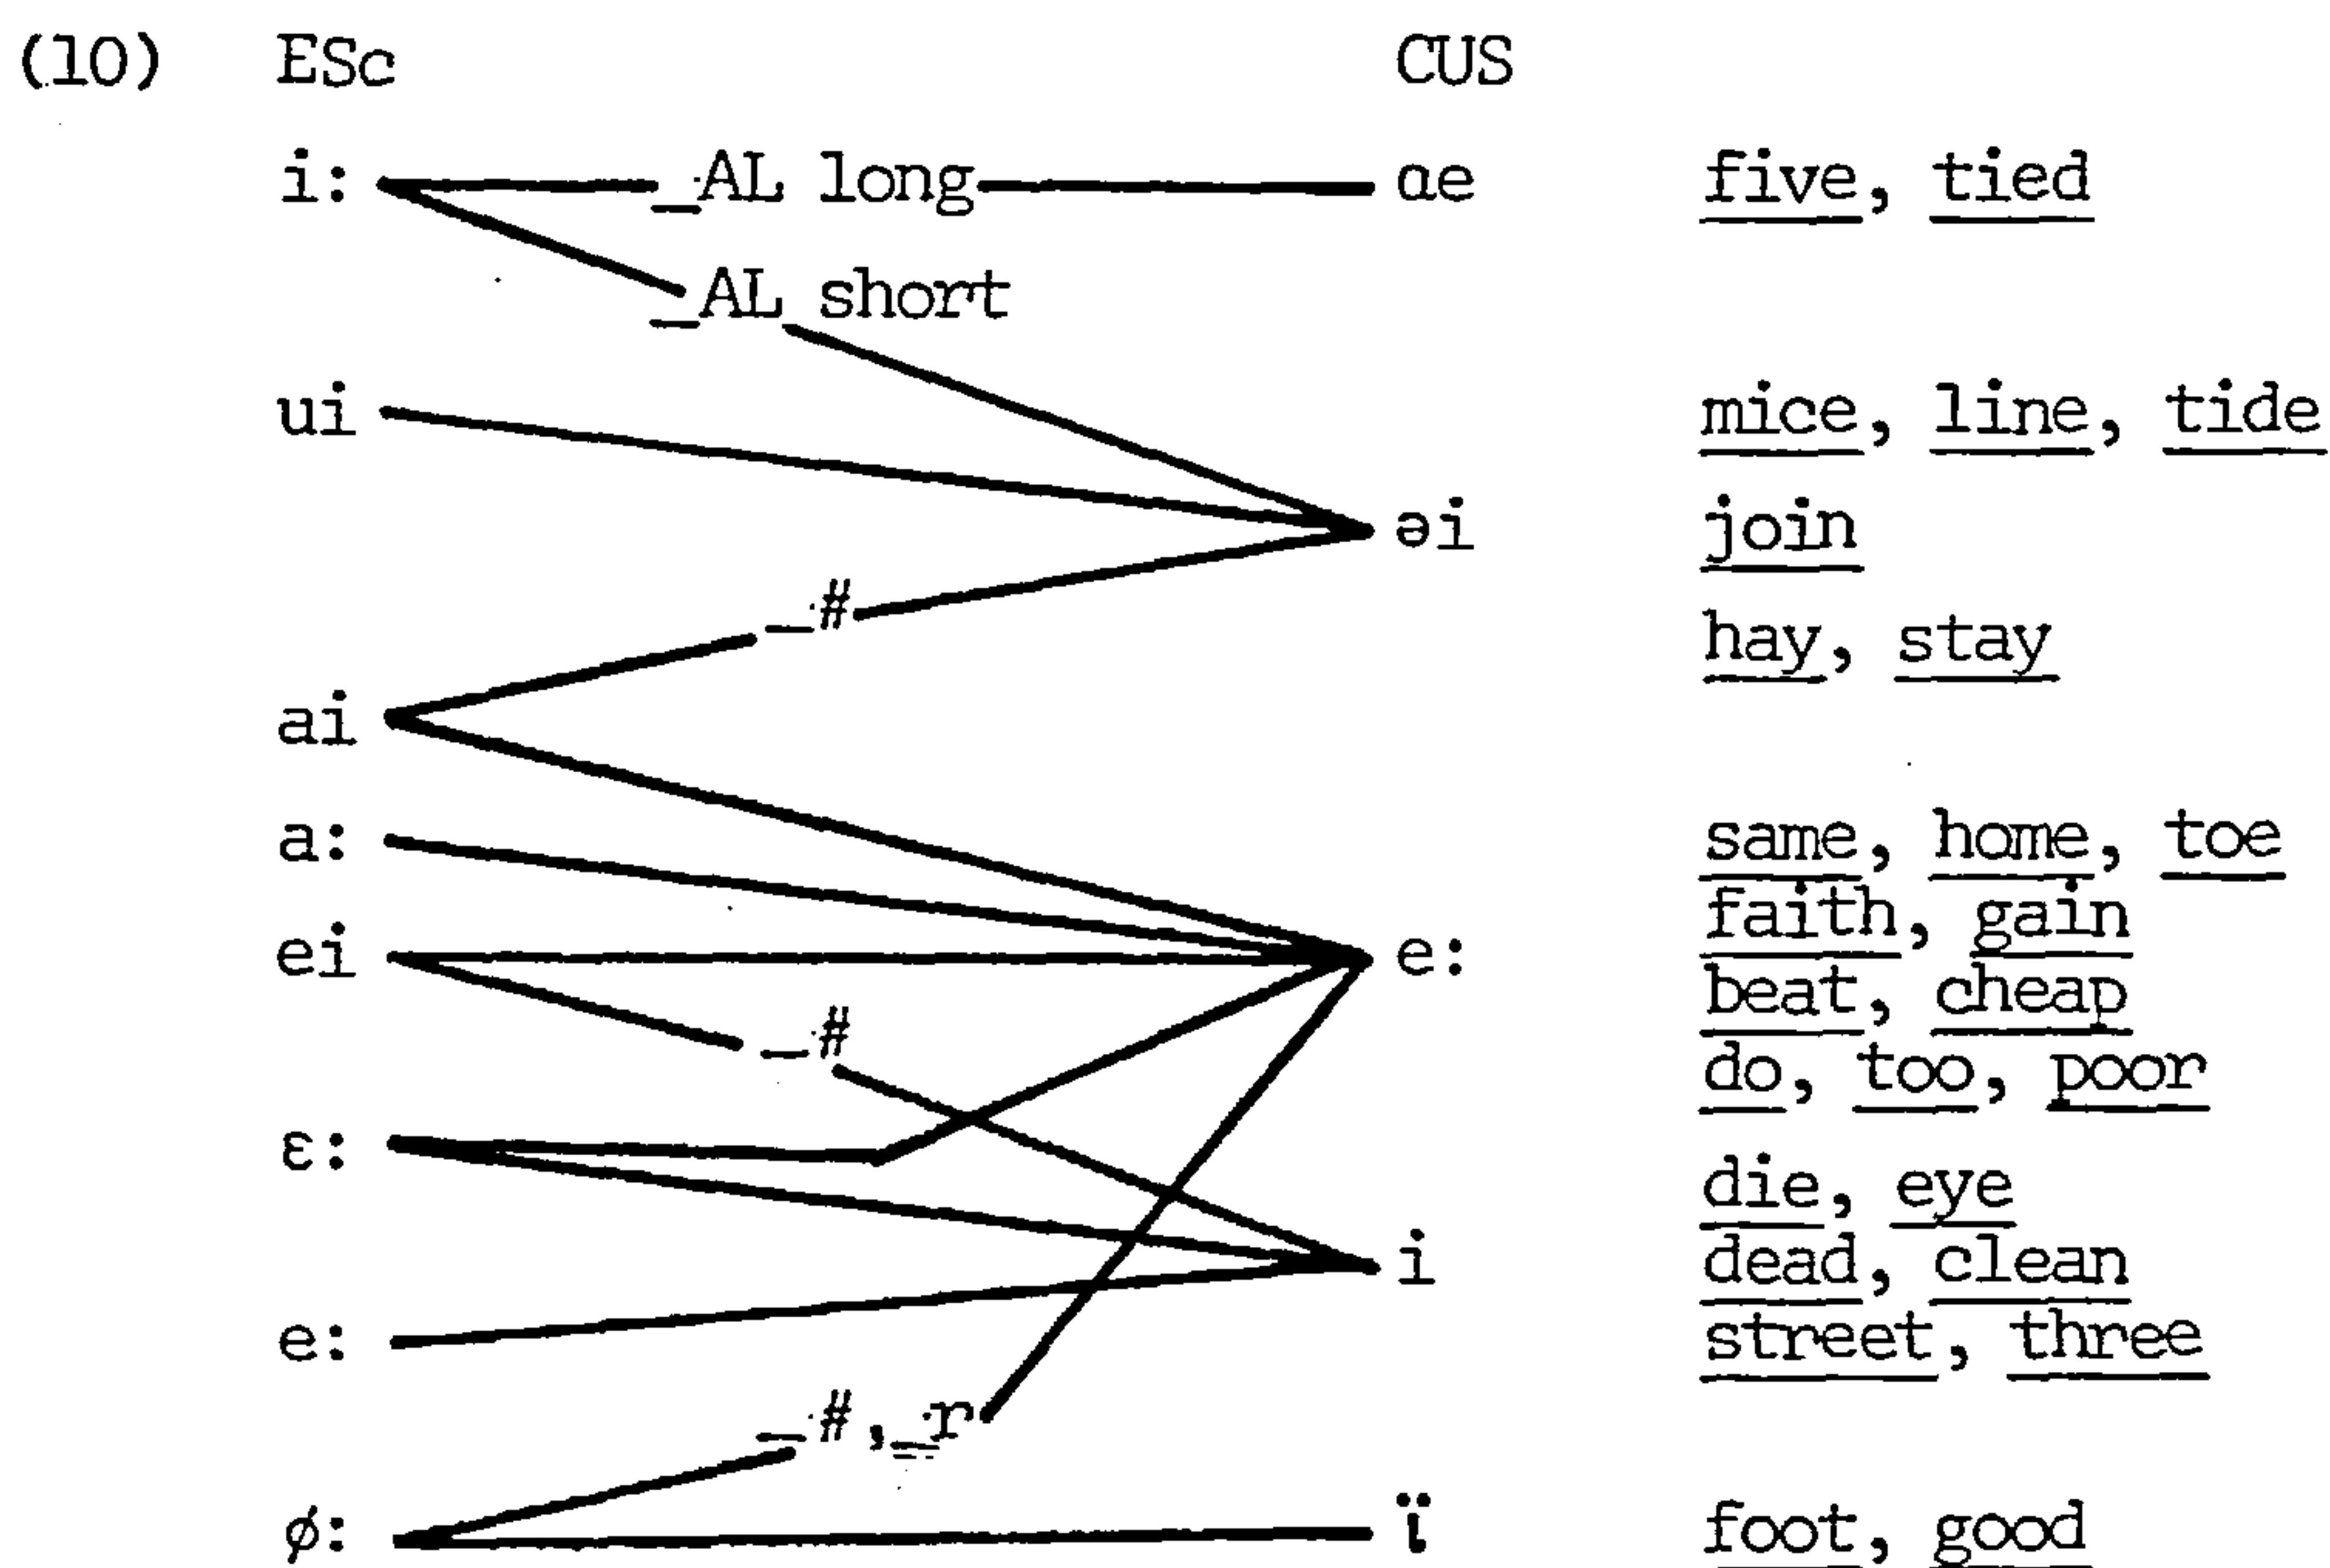 (10) ESc CUS
i: _AL long ɑe five, tied
_AL short
ui mice, line, tide
əi join
_#
hay, stay
ai
a: same, home, toe
faith, gain
ei e:
beat, cheap
_#
do, too, poor
ɛ:
die, eye
i dead, clean
e: street, three
_#,_r
ø: ϊ foot, good